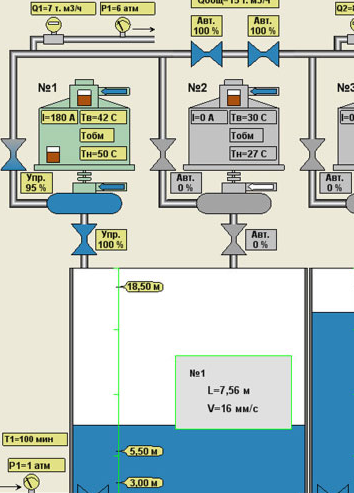 Qобщ=15 т. м3/ч
Q1=7 т. м3/ч
P1=6 атм
Q2=
Авт.
100 %
Авт.
100 %
№1
№2
№3
I=180 А
Тв=42 С
Тобм
Тн=50 С
I=0 А
Тв=30 С
Тобм
Тн=27 С
I=0
Упр.
95 %
Авт.
0 %
Авт.
0 %
Упр.
100 %
Авт.
0 %
18,50 м
№1
L=7,56 м
V=16 мм/с
T1=100 мин
5,50 м
P1=1 атм
3,00 м